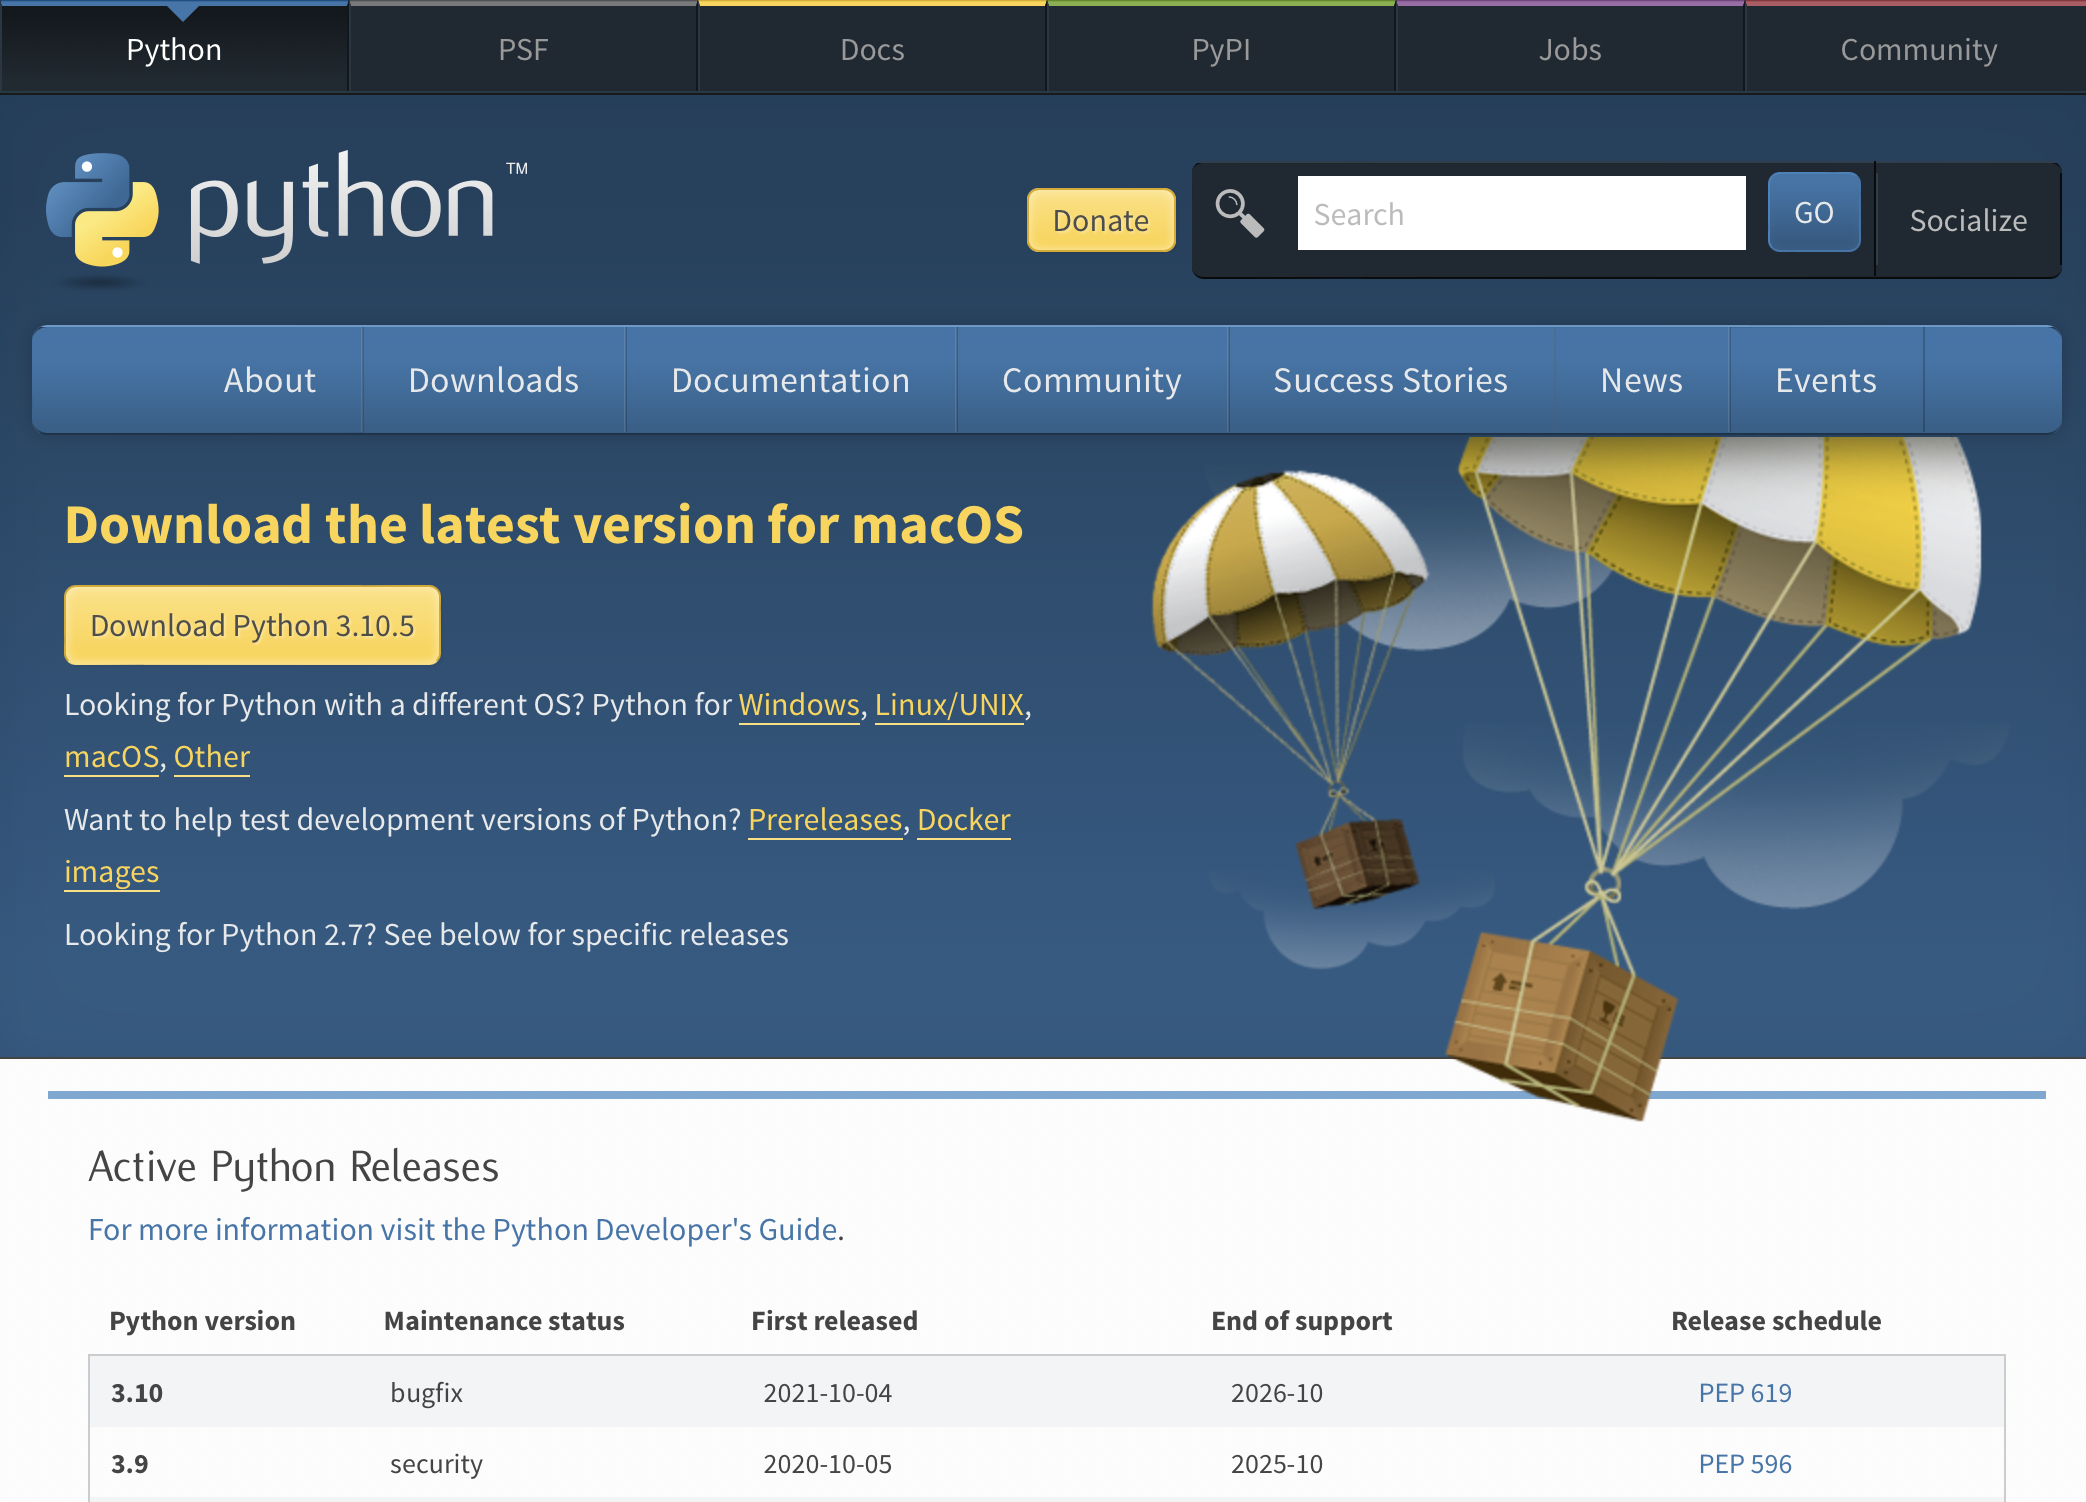 Python PSF Docs PyPI Jobs Community
python™
Donate Search GO Socialize
About Downloads Documentation Community Success Stories News Events
Download the latest version for macOS
Download Python 3.10.5
Looking for Python with a different OS? Python for Windows, Linux/UNIX,
macOS, Other
Want to help test development versions of Python? Prereleases, Docker
images
Looking for Python 2.7? See below for specific releases
Active Python Releases
For more information visit the Python Developer's Guide.
Python version Maintenance status First released End of support Release schedule
3.10 bugfix 2021-10-04 2026-10 PEP 619
3.9 security 2020-10-05 2025-10 PEP 596